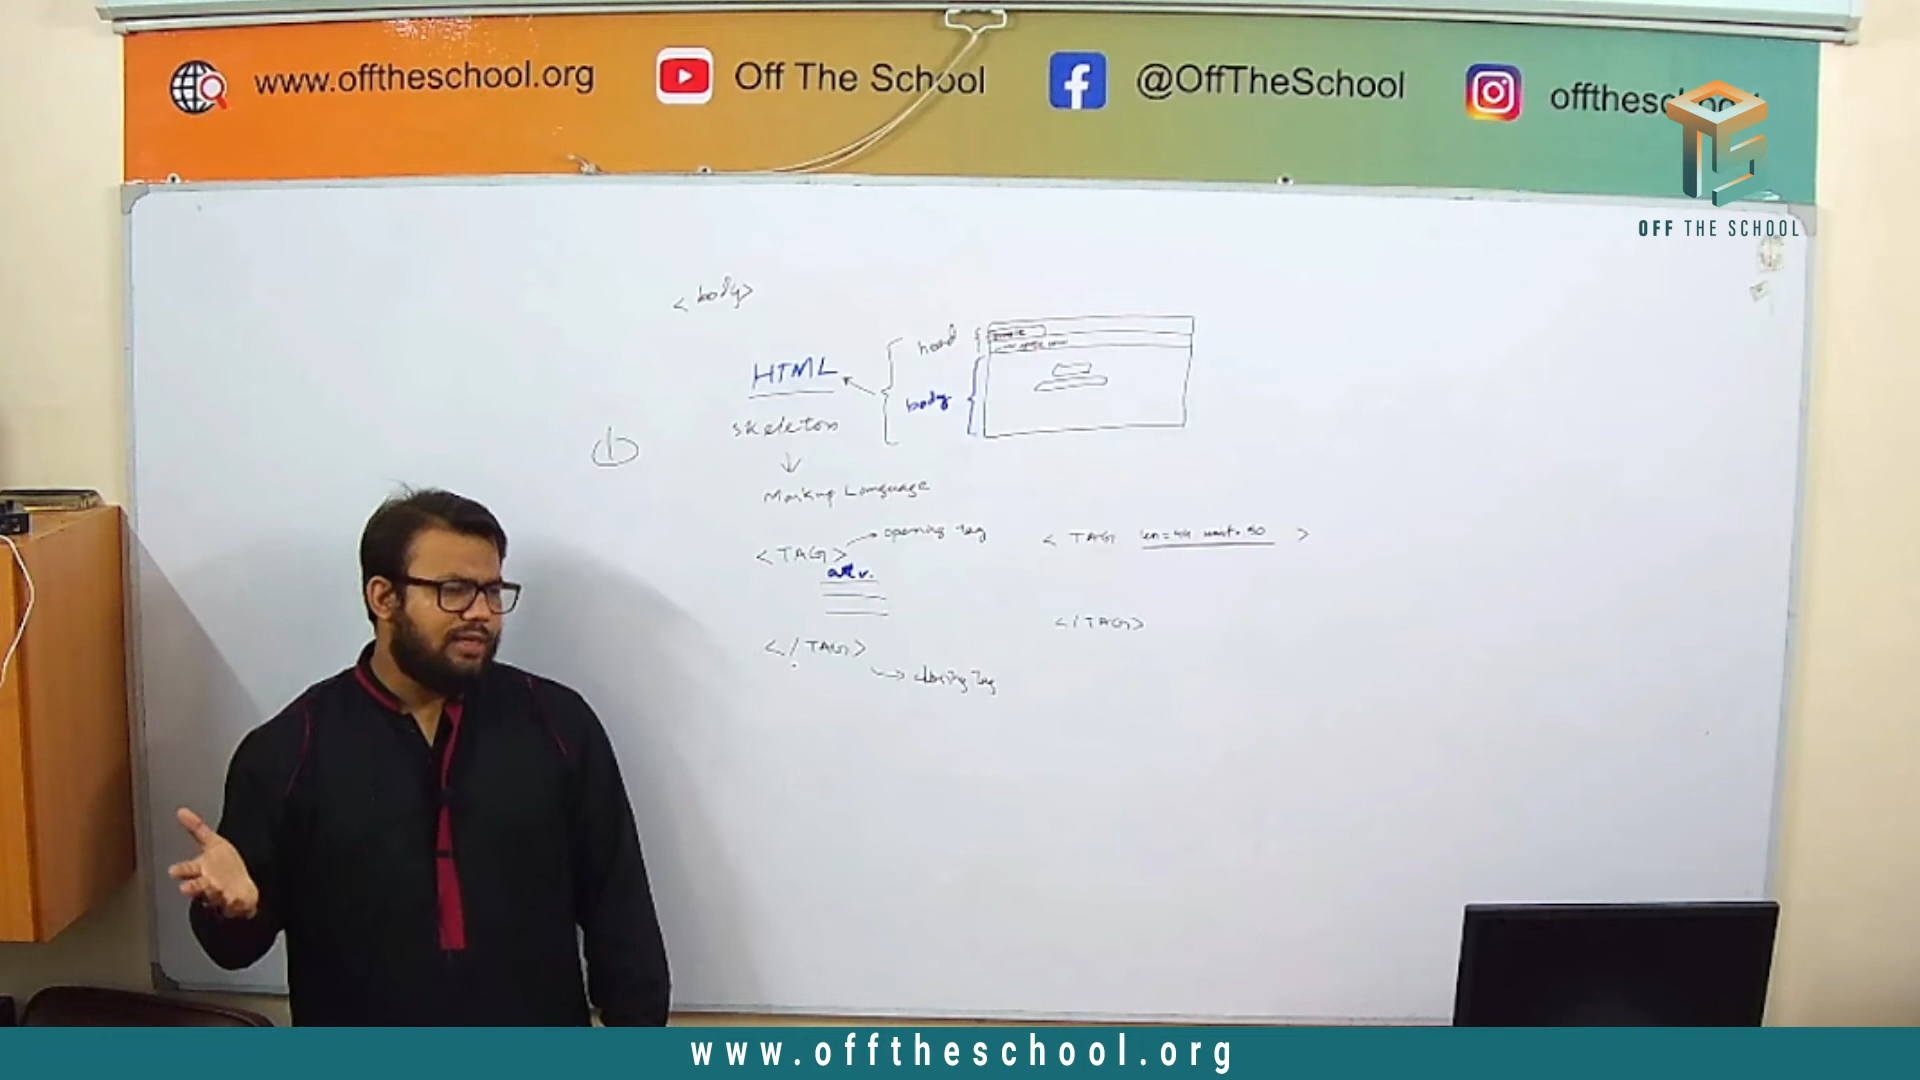 www.offtheschool.org
Off The School
@OffTheSchool
offtheschool
OFF THE SCHOOL
<body>
HTML
head
body
skeleton
Markup Language
<TAG>
opening tag
</TAG>
closing tag
< TAG >
</TAG>
www.offtheschool.org